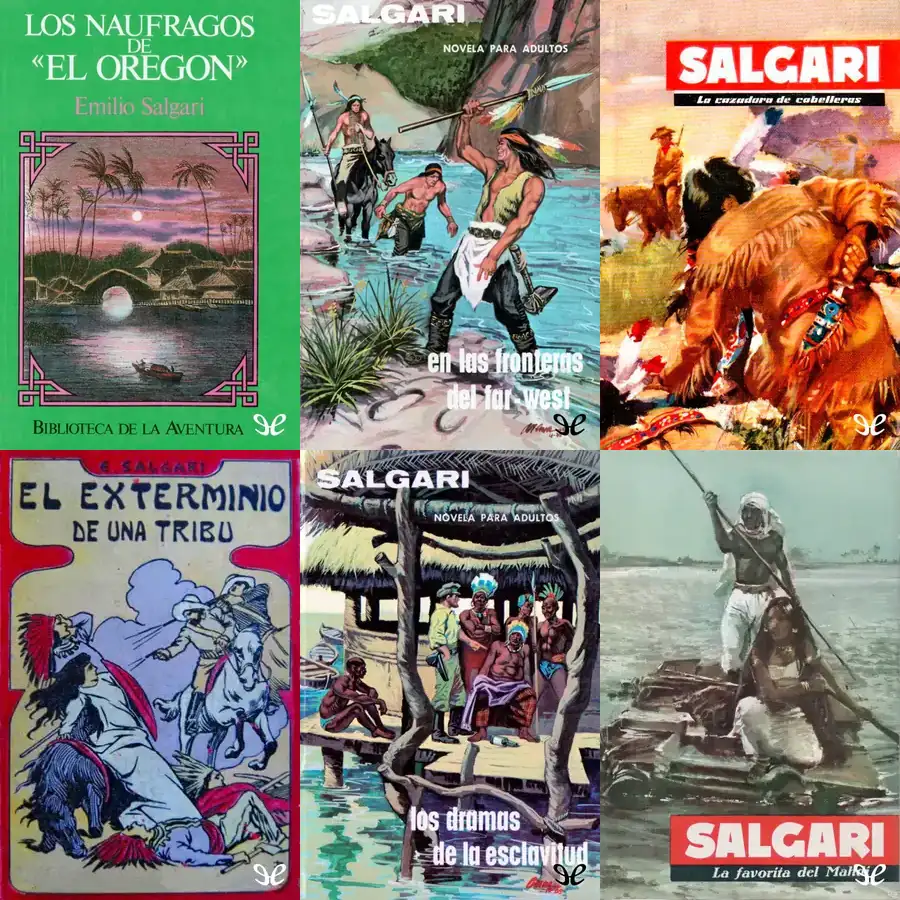 LOS NAUFRAGOS
DE
«EL OREGON»
Emilio Salgari
BIBLIOTECA DE LA AVENTURA
SALGARI
NOVELA PARA ADULTOS
en las fronteras
del far-west
SALGARI
La cazadora de cabelleras
E. SALGARI
EL EXTERMINIO
DE UNA TRIBU
SALGARI
NOVELA PARA ADULTOS
los dramas
de la esclavitud
SALGARI
La favorita del